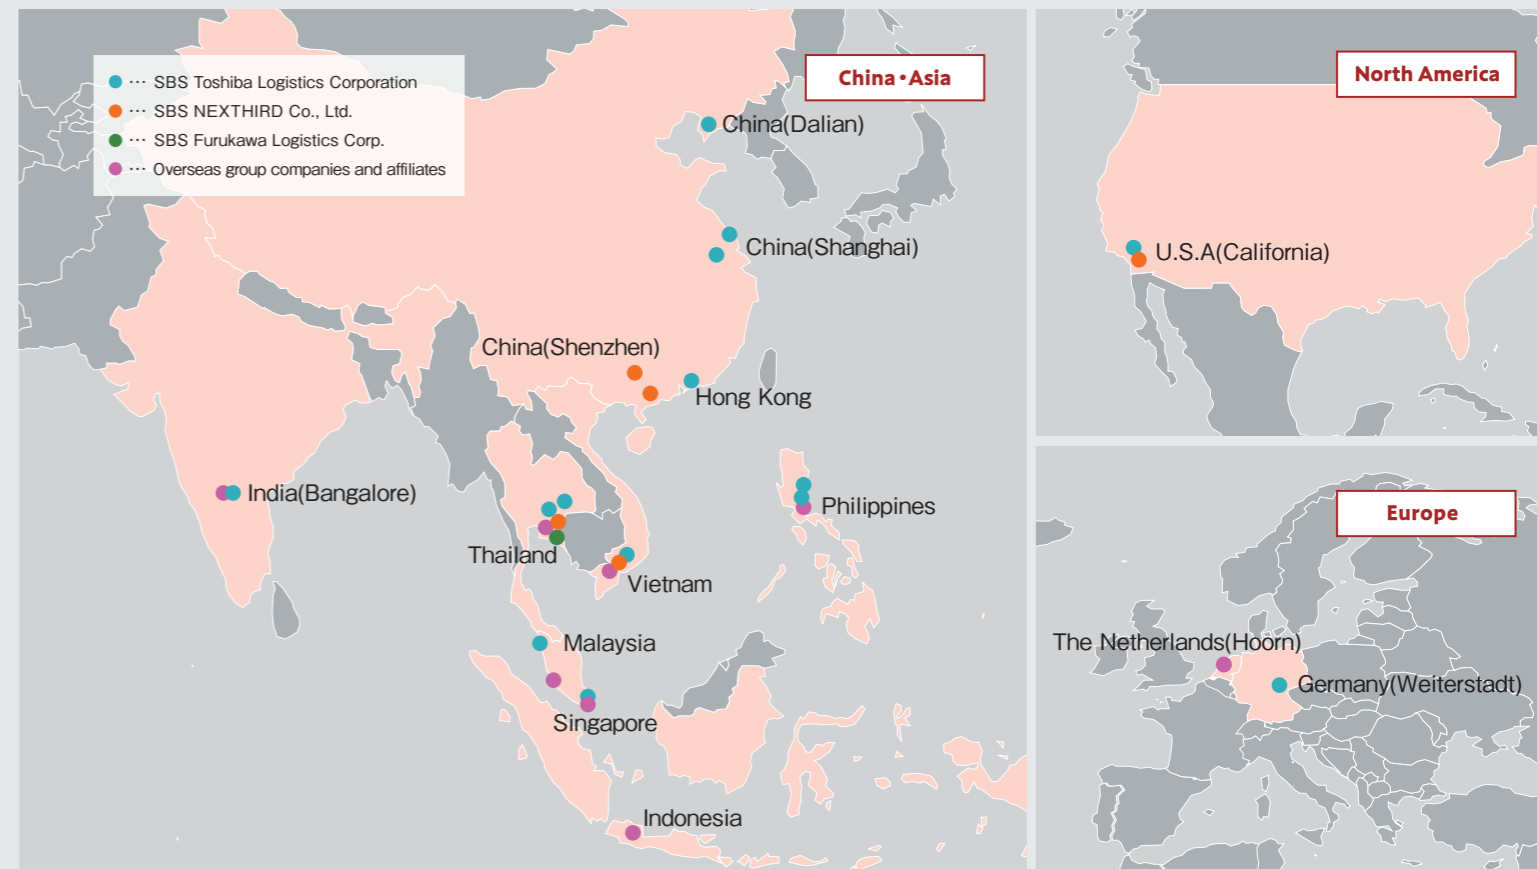 ··· SBS Toshiba Logistics Corporation
··· SBS NEXTHIRD Co., Ltd.
··· SBS Furukawa Logistics Corp.
··· Overseas group companies and affiliates
China・Asia
China(Dalian)
China(Shanghai)
China(Shenzhen)
Hong Kong
India(Bangalore)
Philippines
Thailand
Vietnam
Malaysia
Singapore
Indonesia
North America
U.S.A(California)
Europe
The Netherlands(Hoorn)
Germany(Weiterstadt)